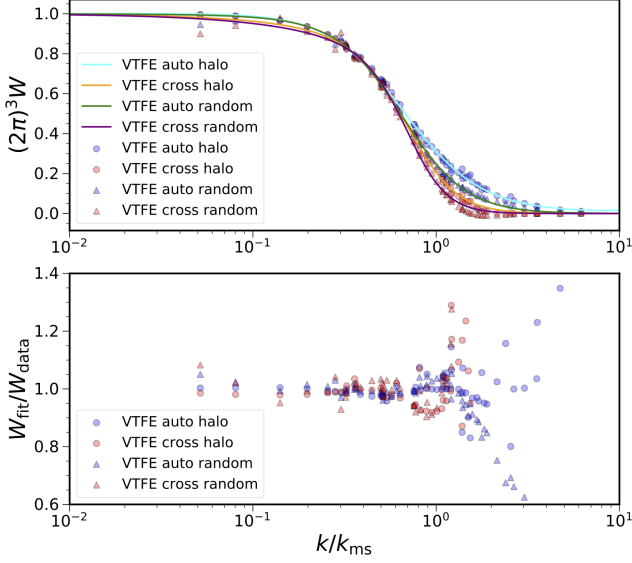 1.0
0.8
0.6
0.4
0.2
0.0
(2π)³W
VTFE auto halo
VTFE cross halo
VTFE auto random
VTFE cross random
VTFE auto halo
VTFE cross halo
VTFE auto random
VTFE cross random
10⁻² 10⁻¹ 10⁰ 10¹
1.4
1.2
1.0
0.8
0.6
W_fit/W_data
VTFE auto halo
VTFE cross halo
VTFE auto random
VTFE cross random
10⁻² 10⁻¹ 10⁰ 10¹
k/k_ms